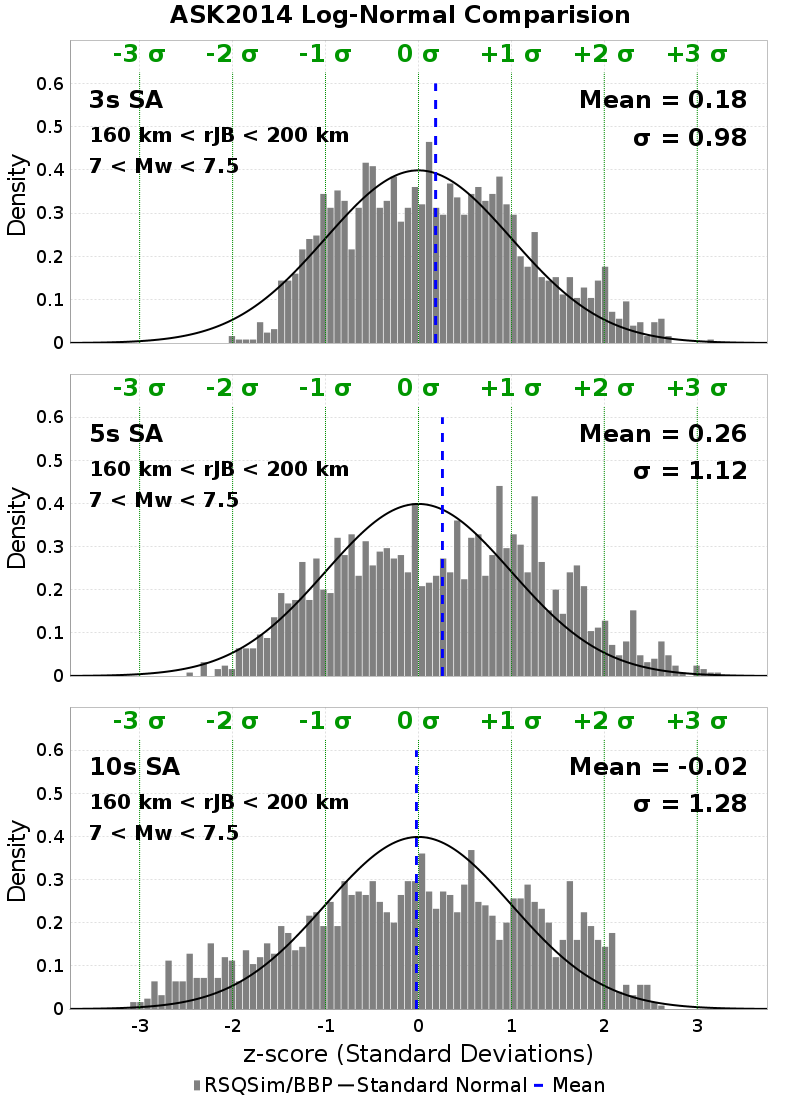 ASK2014 Log-Normal Comparision
-3 σ -2 σ -1 σ 0 σ +1 σ +2 σ +3 σ
3s SA
160 km < rJB < 200 km
7 < Mw < 7.5
Mean = 0.18
σ = 0.98
Density
0.6
0.5
0.4
0.3
0.2
0.1
0
-3 σ -2 σ -1 σ 0 σ +1 σ +2 σ +3 σ
5s SA
160 km < rJB < 200 km
7 < Mw < 7.5
Mean = 0.26
σ = 1.12
Density
0.6
0.5
0.4
0.3
0.2
0.1
0
-3 σ -2 σ -1 σ 0 σ +1 σ +2 σ +3 σ
10s SA
160 km < rJB < 200 km
7 < Mw < 7.5
Mean = -0.02
σ = 1.28
Density
0.6
0.5
0.4
0.3
0.2
0.1
0
-3 -2 -1 0 1 2 3
z-score (Standard Deviations)
RSQSim/BBP Standard Normal Mean